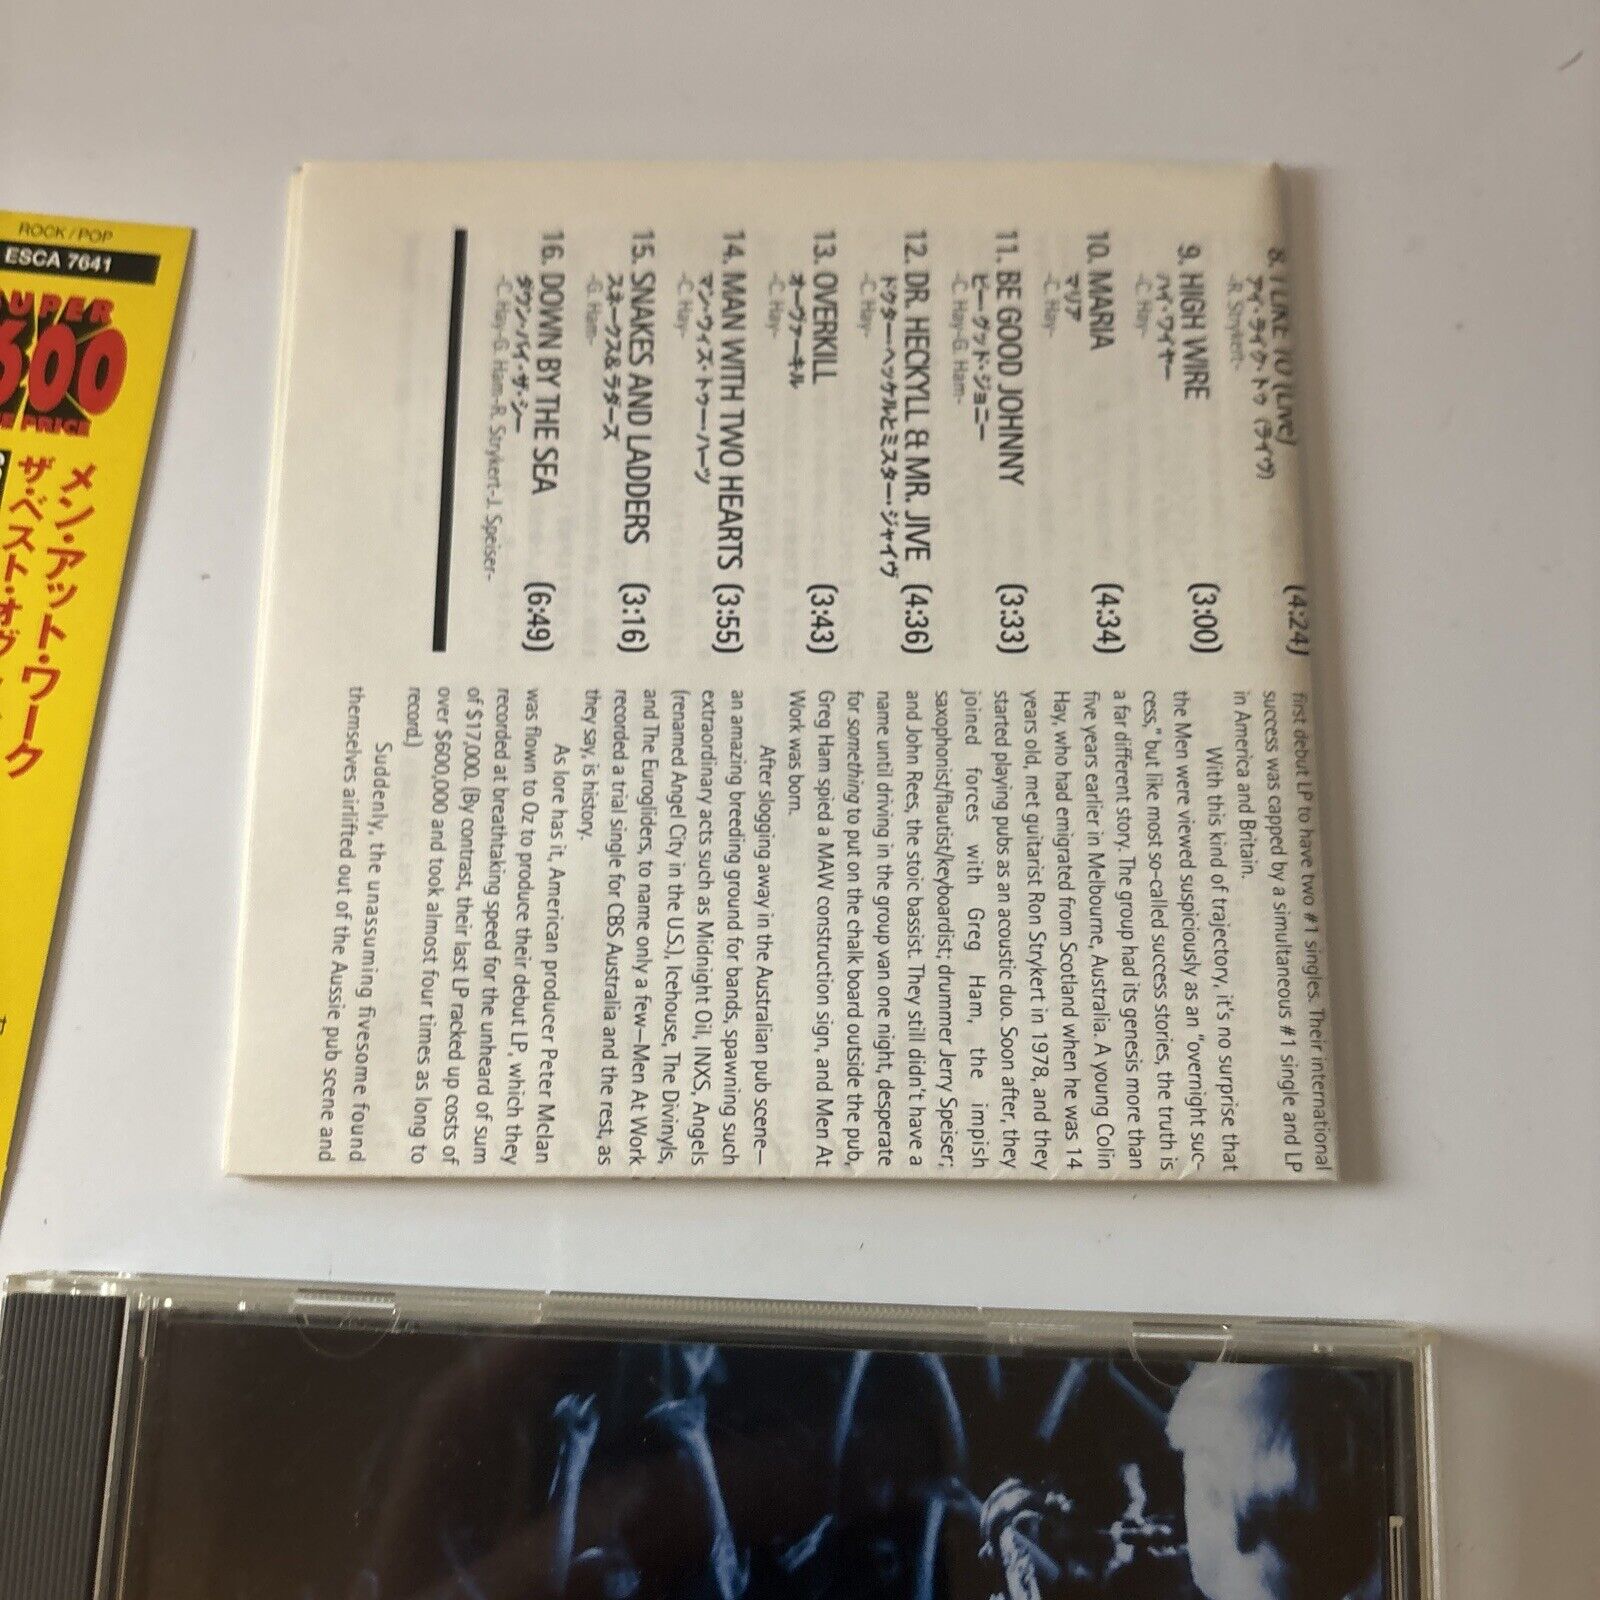 ROCK/POP
ESCA 7641
SUPER
PRICE
メン・アット・ワーク
ザ・ベスト・オヴ
8. I LIKE TO (Live) (4:24)
アイ・ライク・トゥ (ライヴ)
-R. Strykert-
9. HIGH WIRE (3:00)
ハイ・ワイヤー
-C. Hay-
10. MARIA (4:34)
マリア
-C. Hay-
11. BE GOOD JOHNNY (3:33)
ビー・グッド・ジョニー
-C. Hay-G. Ham-
12. DR. HECKYLL & MR. JIVE (4:36)
ドクター・ヘッケルとミスター・ジャイヴ
-C. Hay-
13. OVERKILL (3:43)
オーヴァーキル
-C. Hay-
14. MAN WITH TWO HEARTS (3:55)
マン・ウィズ・トゥー・ハーツ
-C. Hay-
15. SNAKES AND LADDERS (3:16)
スネークス&ラダーズ
-G. Ham-
16. DOWN BY THE SEA (6:49)
ダウン・バイ・ザ・シー
-C. Hay-G. Ham-R. Strykert-J. Speiser-
first debut LP to have two #1 singles. Their international
success was capped by a simultaneous #1 single and LP
in America and Britain.
With this kind of trajectory, it's no surprise that
the Men were viewed suspiciously as an "overnight suc-
cess," but like most so-called success stories, the truth is
a far different story. The group had its genesis more than
five years earlier in Melbourne, Australia. A young Colin
Hay, who had emigrated from Scotland when he was 14
years old, met guitarist Ron Strykert in 1978, and they
started playing pubs as an acoustic duo. Soon after, they
joined forces with Greg Ham, the impish
saxophonist/flautist/keyboardist; drummer Jerry Speiser;
and John Rees, the stoic bassist. They still didn't have a
name until driving in the group van one night, desperate
for something to put on the chalk board outside the pub,
Greg Ham spied a MAW construction sign, and Men At
Work was born.
After slogging away in the Australian pub scene—
an amazing breeding ground for bands, spawning such
extraordinary acts such as Midnight Oil, INXS, Angels
(renamed Angel City in the U.S.), Icehouse, The Divinyls,
and The Eurogliders, to name only a few—Men At Work
recorded a trial single for CBS Australia and the rest, as
they say, is history.
As lore has it, American producer Peter McIan
was flown to Oz to produce their debut LP, which they
recorded at breathtaking speed for the unheard of sum
of $17,000. (By contrast, their last LP racked up costs of
over $600,000 and took almost four times as long to
record.)
Suddenly, the unassuming fivesome found
themselves airlifted out of the Aussie pub scene and